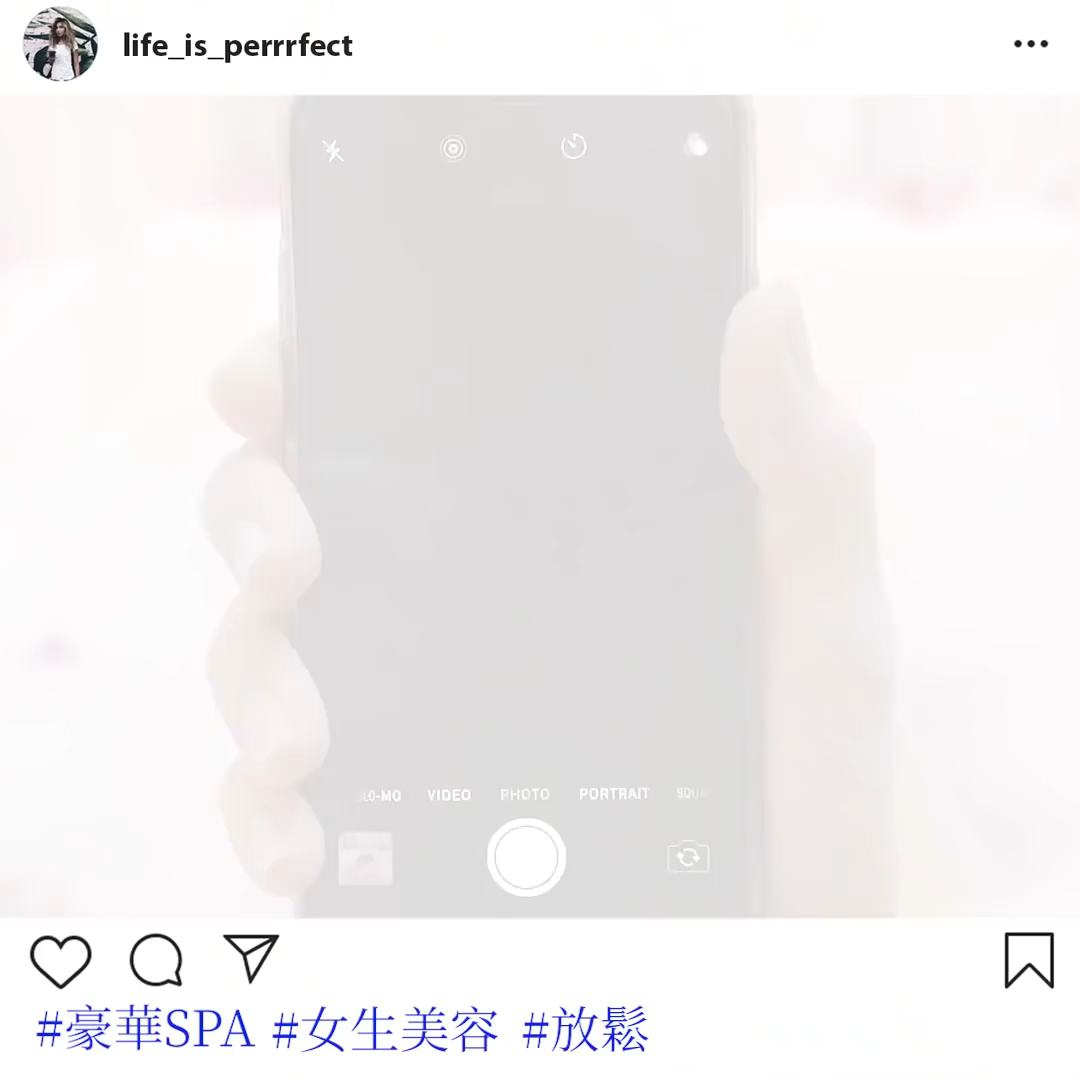 life_is_perrrfect
VIDEO PHOTO PORTRAIT
#豪華SPA #女生美容 #放鬆